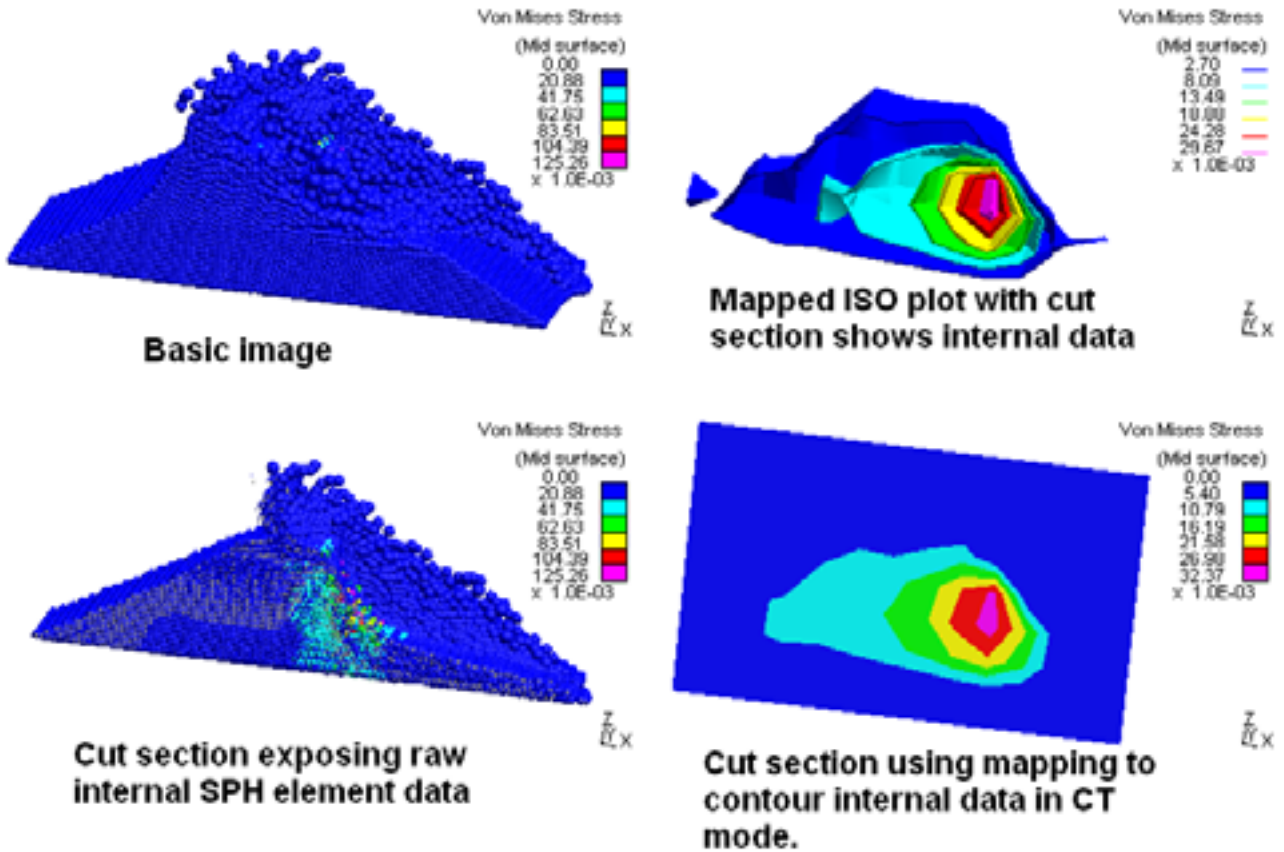 Von Mises Stress
(Mid surface)
0.00
20.88
41.75
62.63
83.51
104.39
125.26
x 1.0E-03
Z
X
Basic image
Von Mises Stress
(Mid surface)
2.70
8.09
13.49
18.88
24.28
29.67
x 1.0E-03
Z
X
Mapped ISO plot with cut
section shows internal data
Von Mises Stress
(Mid surface)
0.00
20.88
41.75
62.63
83.51
104.39
125.26
x 1.0E-03
Z
X
Cut section exposing raw
internal SPH element data
Von Mises Stress
(Mid surface)
0.00
5.40
10.79
16.19
21.58
26.98
32.37
x 1.0E-03
Z
X
Cut section using mapping to
contour internal data in CT
mode.